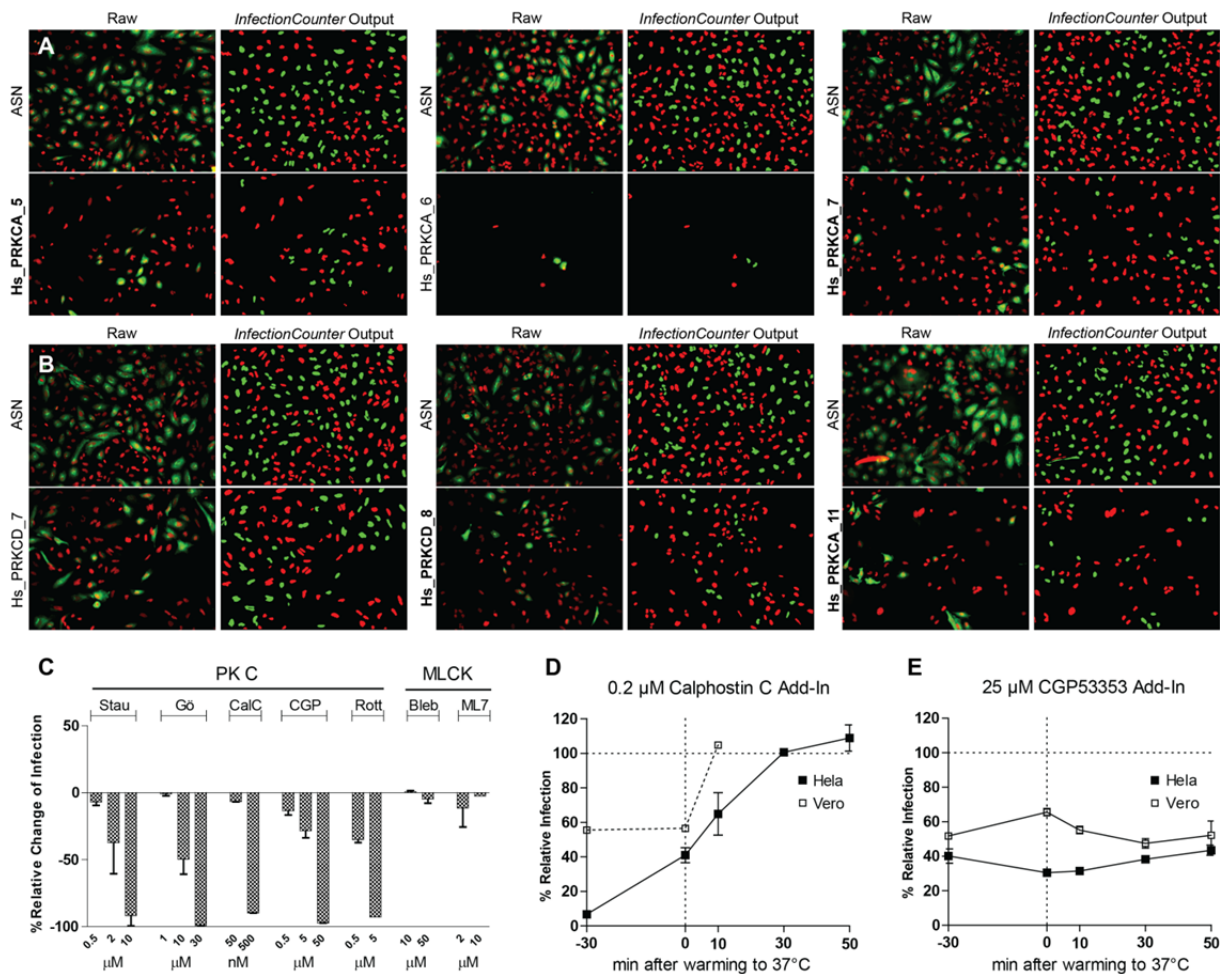 Raw InfectionCounter Output Raw InfectionCounter Output Raw InfectionCounter Output
A
ASN ASN ASN
Hs_PRKCA_5 Hs_PRKCA_6 Hs_PRKCA_7
Raw InfectionCounter Output Raw InfectionCounter Output Raw InfectionCounter Output
B
ASN ASN ASN
Hs_PRKCD_7 Hs_PRKCD_8 Hs_PRKCA_11
C
PK C MLCK
Stau Gö CalC CGP Rott Bleb ML7
% Relative Change of Infection
50
0
-50
-100
0.5 2 10 1 10 30 50 500 0.5 5 50 0.5 5 10 50 2 10
µM µM nM µM µM µM µM
D
0.2 µM Calphostin C Add-In
% Relative Infection
120
100
80
60
40
20
0
Hela
Vero
-30 0 10 30 50
min after warming to 37°C
E
25 µM CGP53353 Add-In
% Relative Infection
120
100
80
60
40
20
0
Hela
Vero
-30 0 10 30 50
min after warming to 37°C